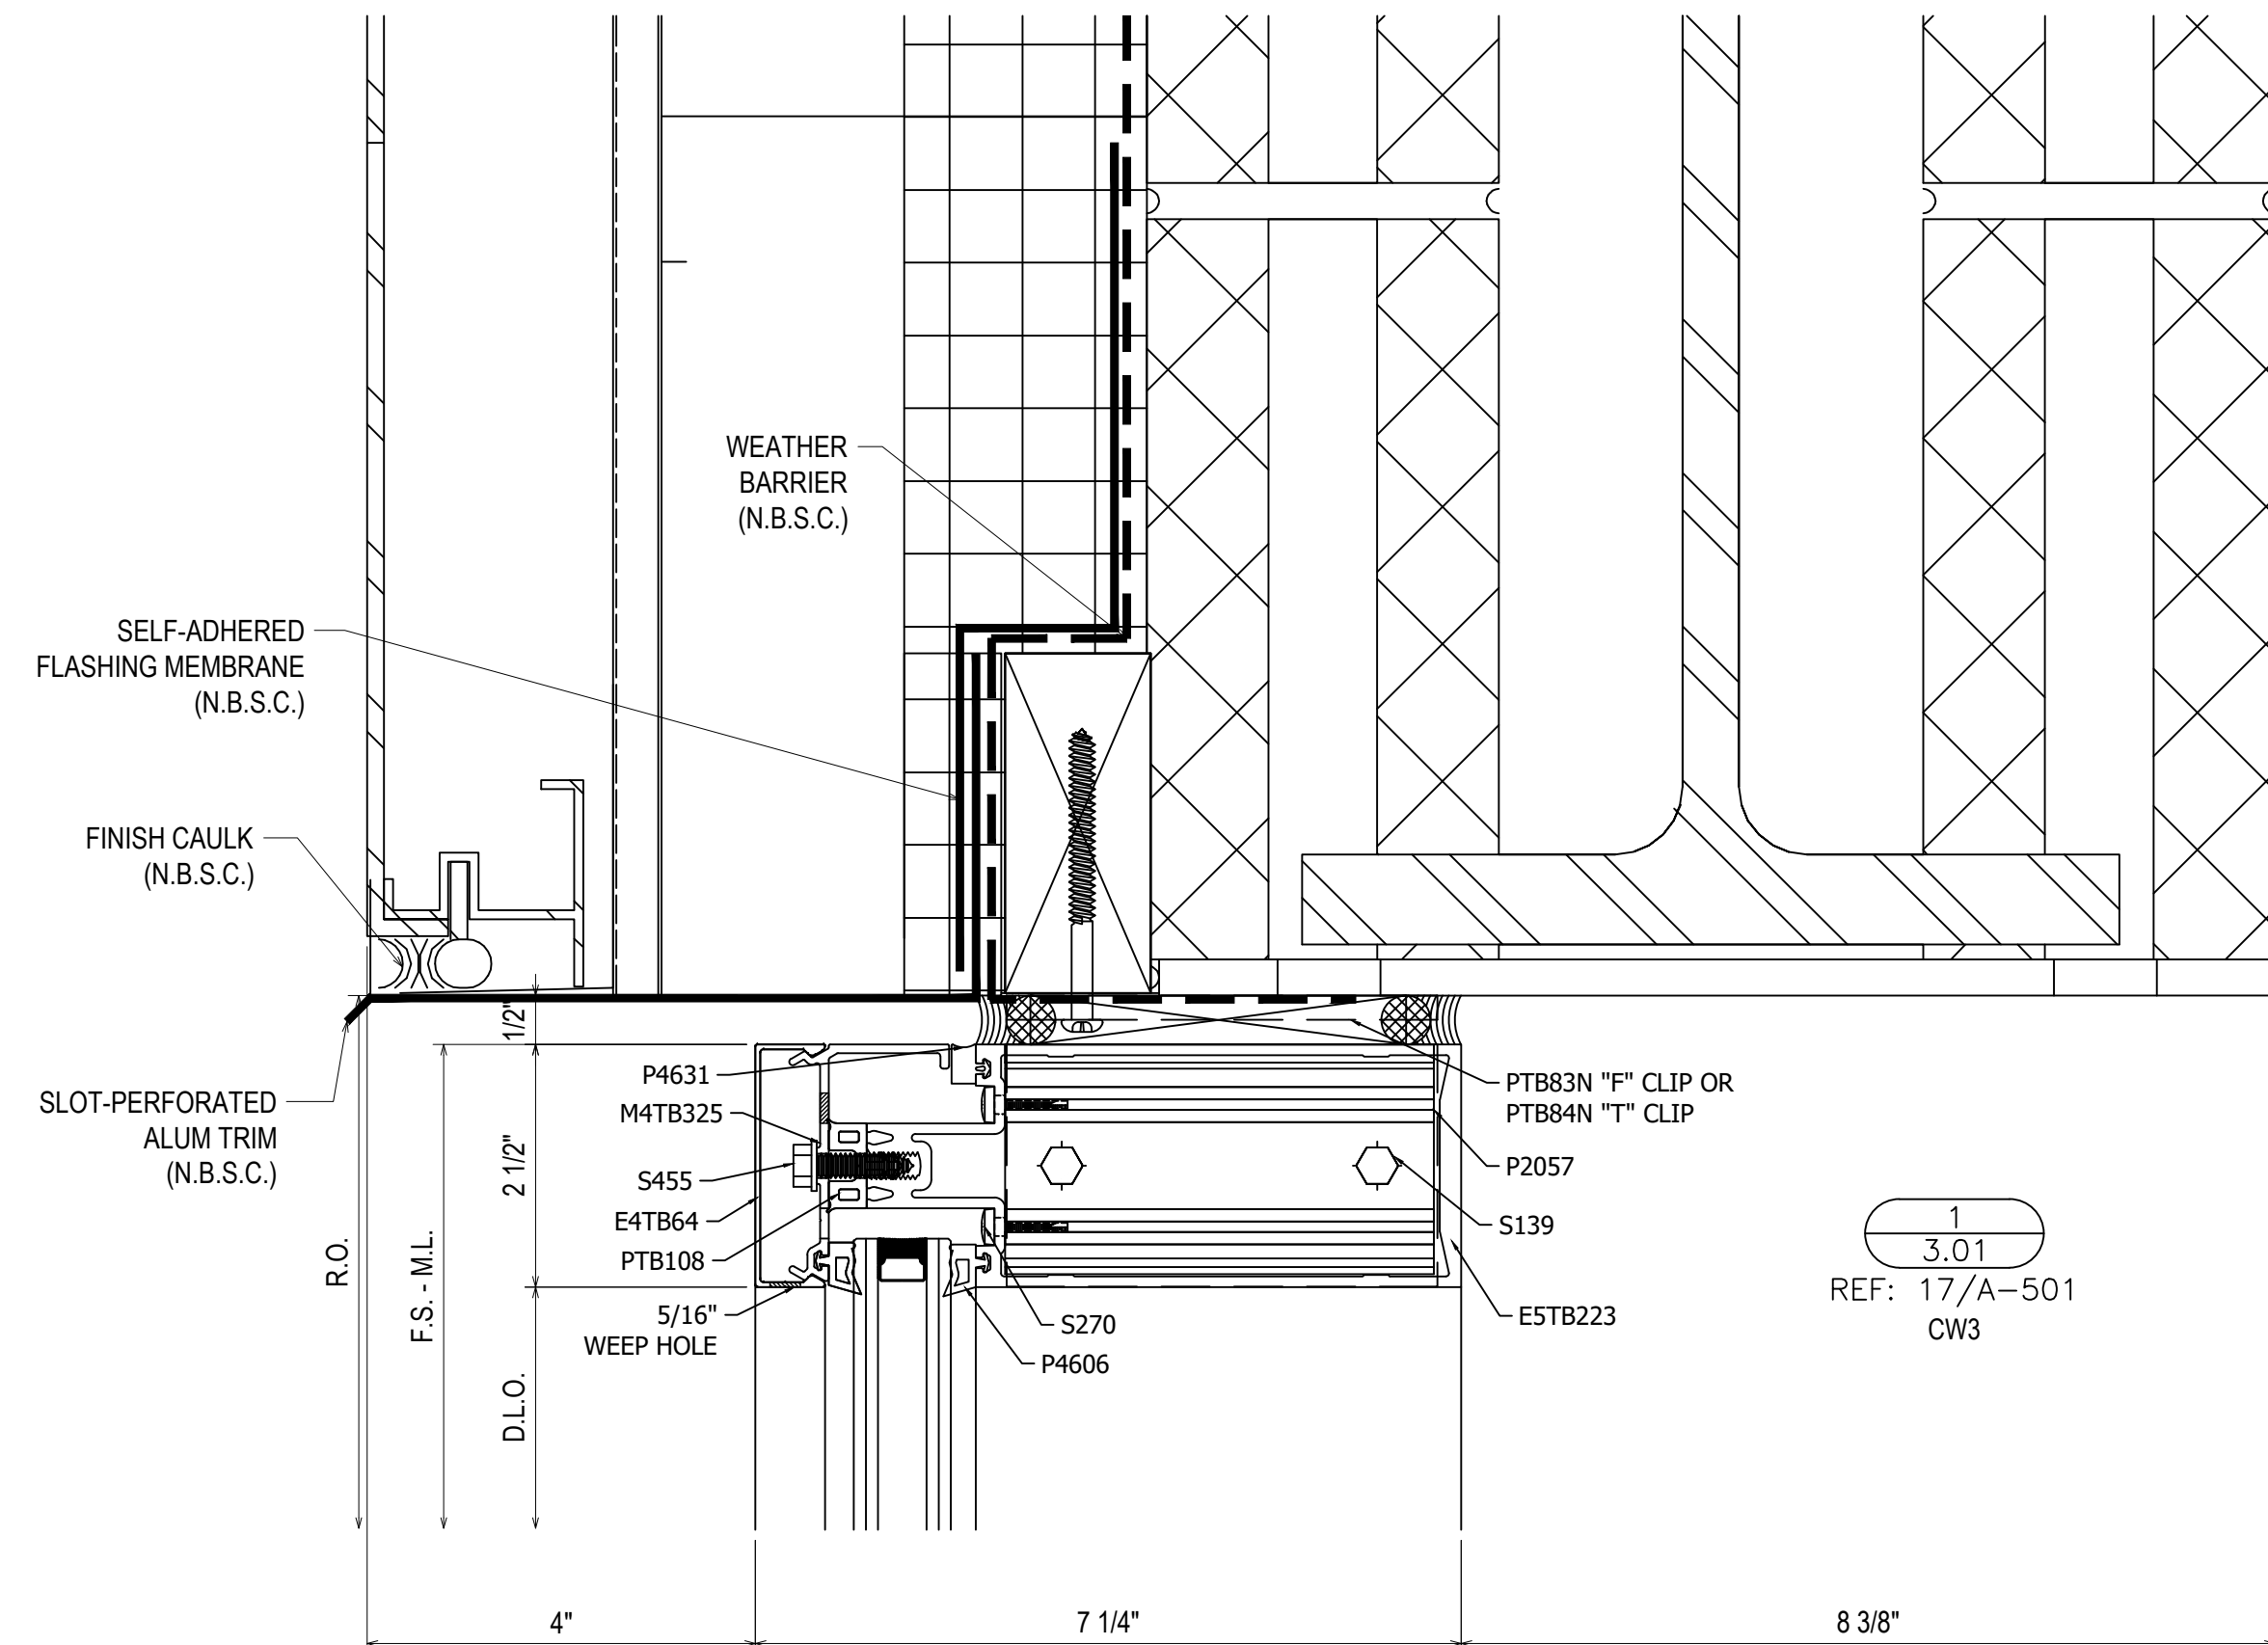 WEATHER
BARRIER
(N.B.S.C.)
SELF-ADHERED
FLASHING MEMBRANE
(N.B.S.C.)
FINISH CAULK
(N.B.S.C.)
SLOT-PERFORATED
ALUM TRIM
(N.B.S.C.)
1/2"
2 1/2"
R.O.
F.S. - M.L.
D.L.O.
P4631
M4TB325
S455
E4TB64
PTB108
5/16"
WEEP HOLE
S270
P4606
PTB83N "F" CLIP OR
PTB84N "T" CLIP
P2057
S139
E5TB223
1
3.01
REF: 17/A-501
CW3
4"
7 1/4"
8 3/8"